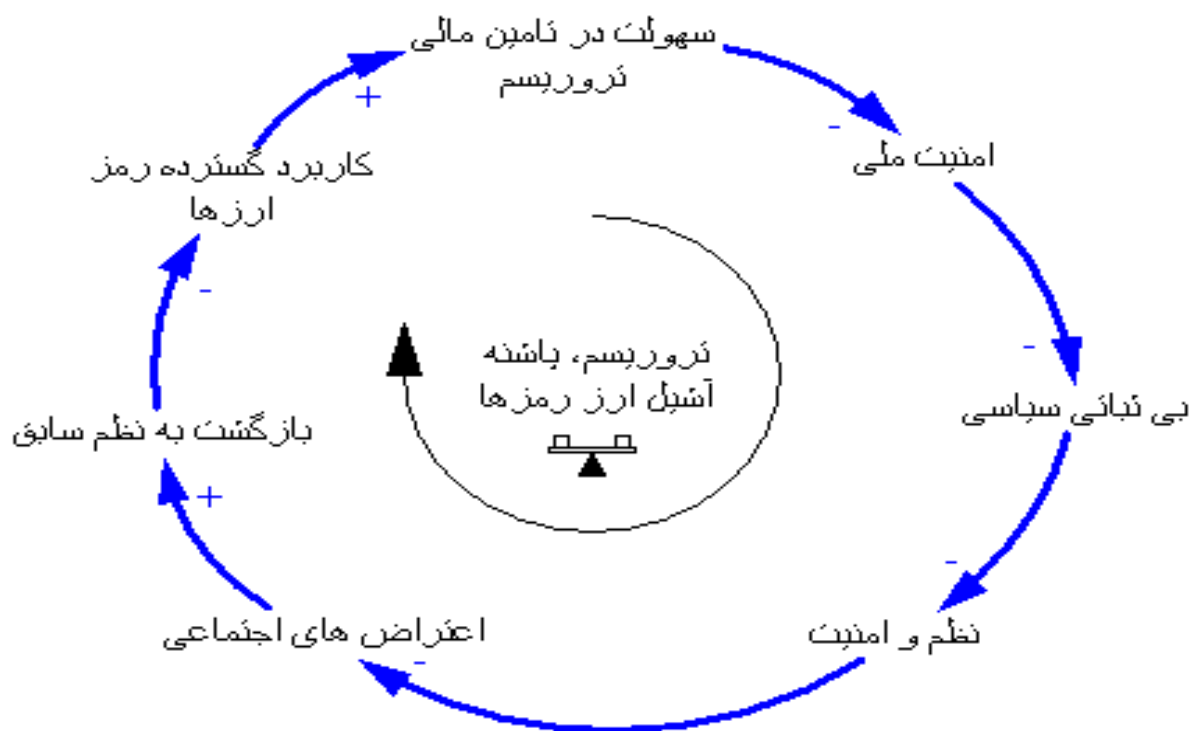 سهولت در تامین مالی
تروریسم
+
-
امنیت ملی
کاربرد گسترده رمز
ارزها
-
-
تروریسم، پاشنه
آشیل ارز رمزها
بی ثباتی سیاسی
بازگشت به نظم سابق
+
-
نظم و امنیت
اعتراض های اجتماعی
-